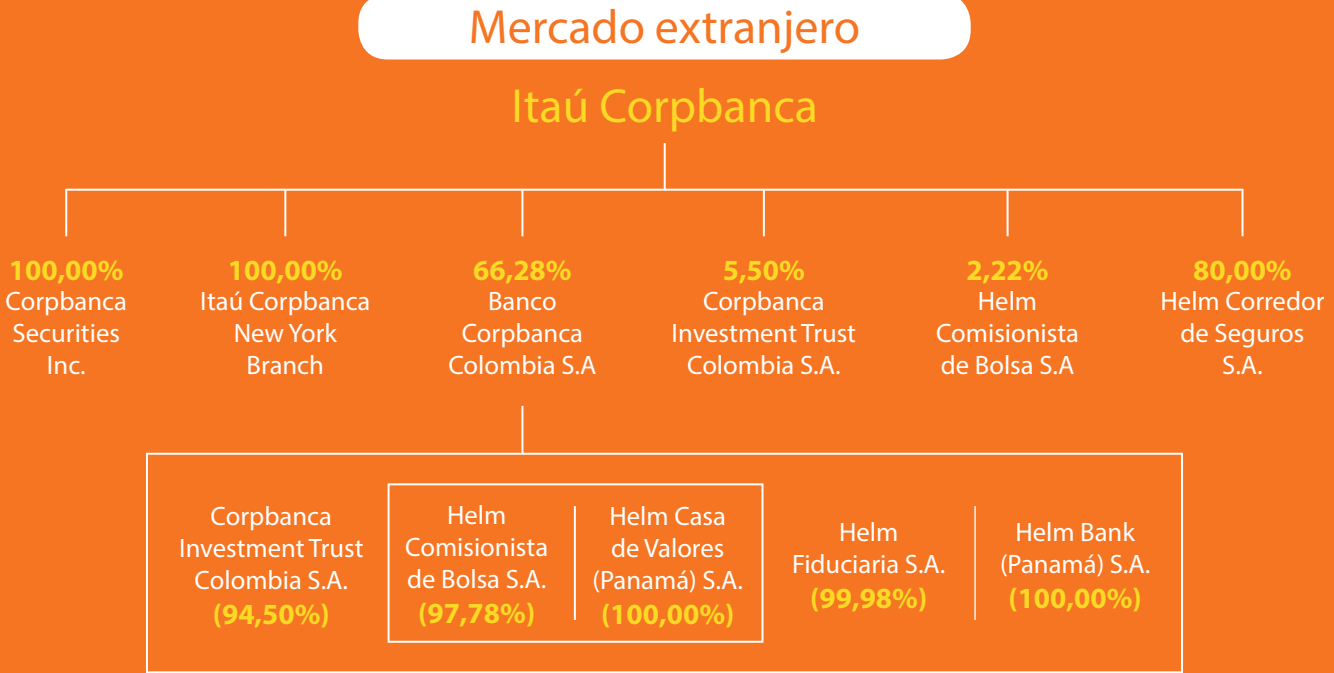 Mercado extranjero
Itaú Corpbanca
100,00%
Corpbanca
Securities
Inc.
100,00%
Itaú Corpbanca
New York
Branch
66,28%
Banco
Corpbanca
Colombia S.A
5,50%
Corpbanca
Investment Trust
Colombia S.A.
2,22%
Helm
Comisionista
de Bolsa S.A
80,00%
Helm Corredor
de Seguros
S.A.
Corpbanca
Investment Trust
Colombia S.A.
(94,50%)
Helm
Comisionista
de Bolsa S.A.
(97,78%)
Helm Casa
de Valores
(Panamá) S.A.
(100,00%)
Helm
Fiduciaria S.A.
(99,98%)
Helm Bank
(Panamá) S.A.
(100,00%)